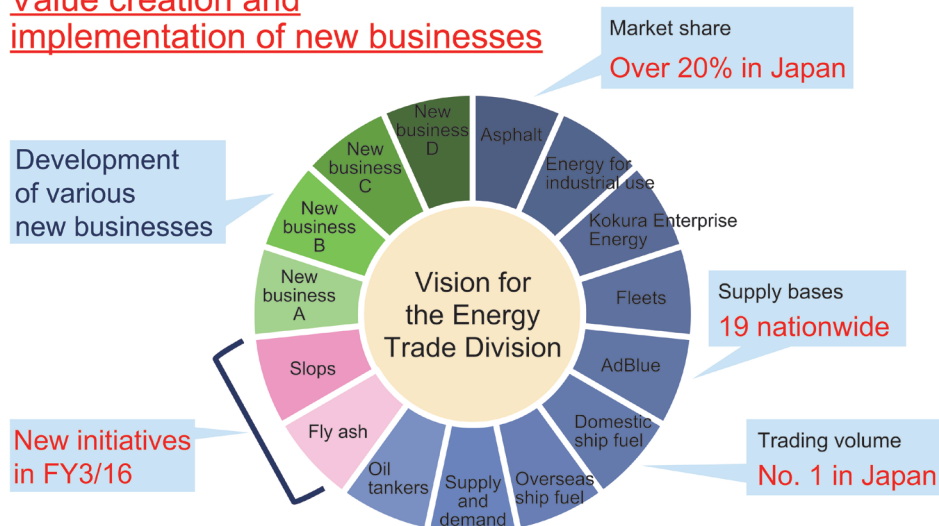 Value creation and
implementation of new businesses
Market share
Over 20% in Japan
Development
of various
new businesses
New
business
D
Asphalt
New
business
C
Energy for
industrial use
New
business
B
Kokura Enterprise
Energy
New
business
A
Fleets
Vision for
the Energy
Trade Division
Supply bases
19 nationwide
Slops
AdBlue
Fly ash
Domestic
ship fuel
New initiatives
in FY3/16
Oil
tankers
Supply
and
demand
Overseas
ship fuel
Trading volume
No. 1 in Japan